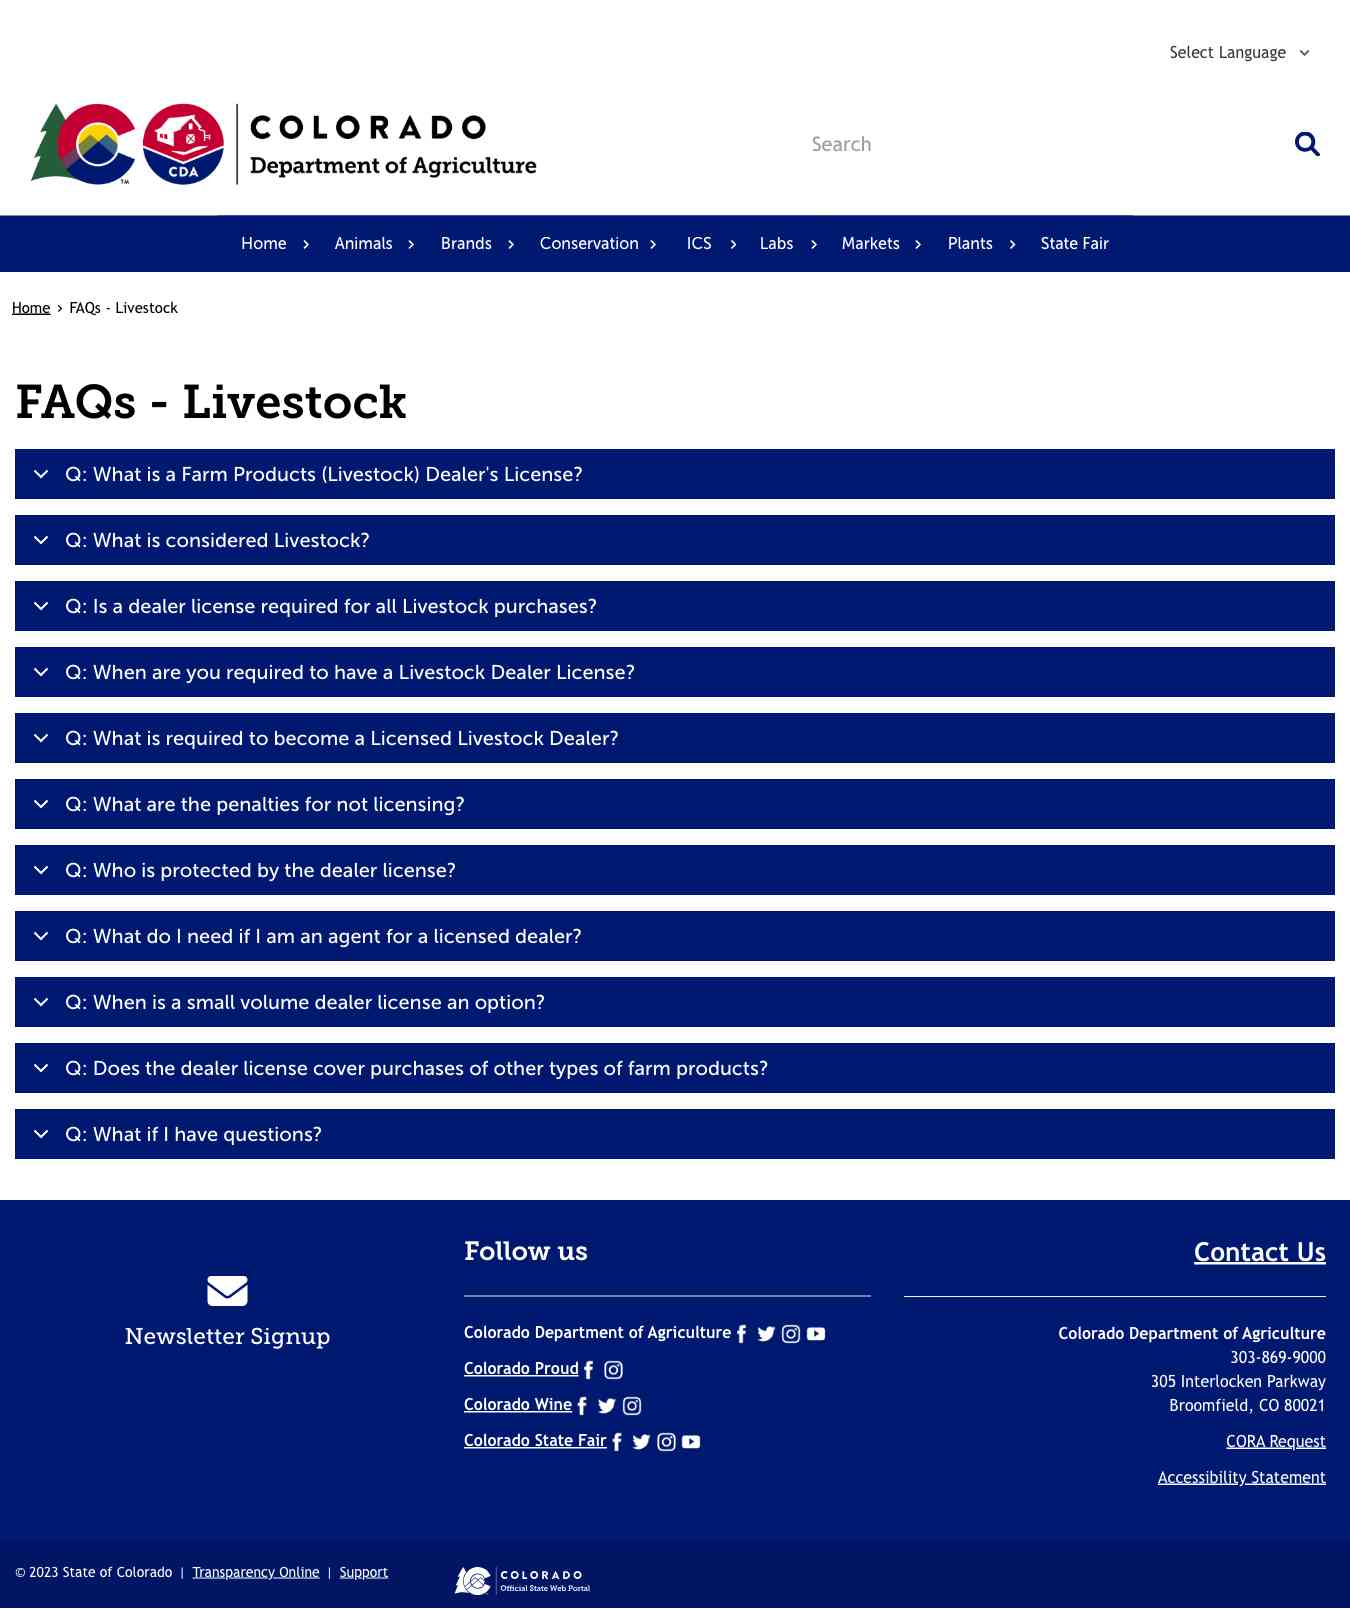 Select Language
CDA
TM
COLORADO
Department of Agriculture
Search
Home Animals Brands Conservation ICS Labs Markets Plants State Fair
Home › FAQs - Livestock
FAQs - Livestock
Q: What is a Farm Products (Livestock) Dealer's License?
Q: What is considered Livestock?
Q: Is a dealer license required for all Livestock purchases?
Q: When are you required to have a Livestock Dealer License?
Q: What is required to become a Licensed Livestock Dealer?
Q: What are the penalties for not licensing?
Q: Who is protected by the dealer license?
Q: What do I need if I am an agent for a licensed dealer?
Q: When is a small volume dealer license an option?
Q: Does the dealer license cover purchases of other types of farm products?
Q: What if I have questions?
Newsletter Signup
Follow us
Colorado Department of Agriculture
Colorado Proud
Colorado Wine
Colorado State Fair
Contact Us
Colorado Department of Agriculture
303-869-9000
305 Interlocken Parkway
Broomfield, CO 80021
CORA Request
Accessibility Statement
© 2023 State of Colorado | Transparency Online | Support
COLORADO
Official State Web Portal